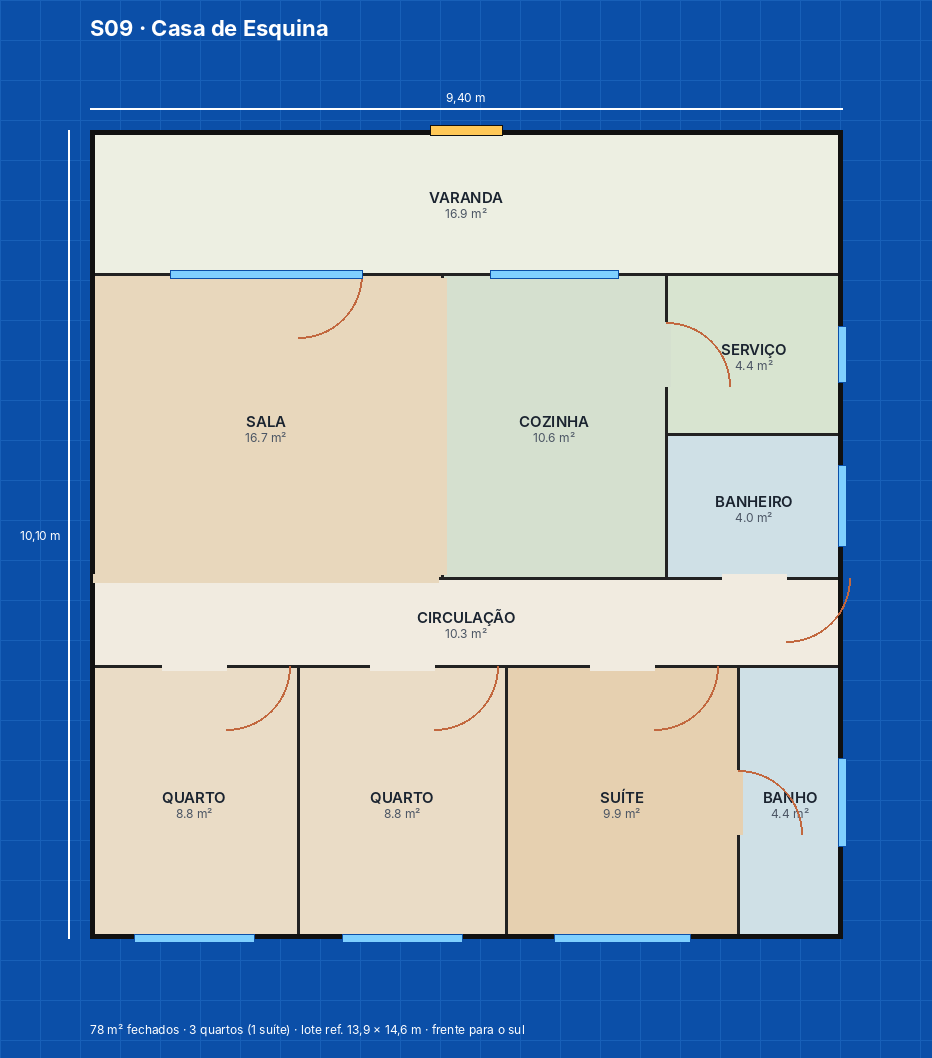 S09 · Casa de Esquina
9,40 m
VARANDA
16.9 m²
SERVIÇO
4.4 m²
SALA
16.7 m²
COZINHA
10.6 m²
BANHEIRO
4.0 m²
10,10 m
CIRCULAÇÃO
10.3 m²
QUARTO
8.8 m²
QUARTO
8.8 m²
SUÍTE
9.9 m²
BANHO
4.4 m²
78 m² fechados · 3 quartos (1 suíte) · lote ref. 13,9 × 14,6 m · frente para o sul